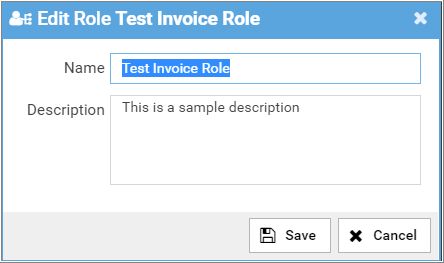 Edit Role Test Invoice Role
Name Test Invoice Role
Description This is a sample description
Save Cancel